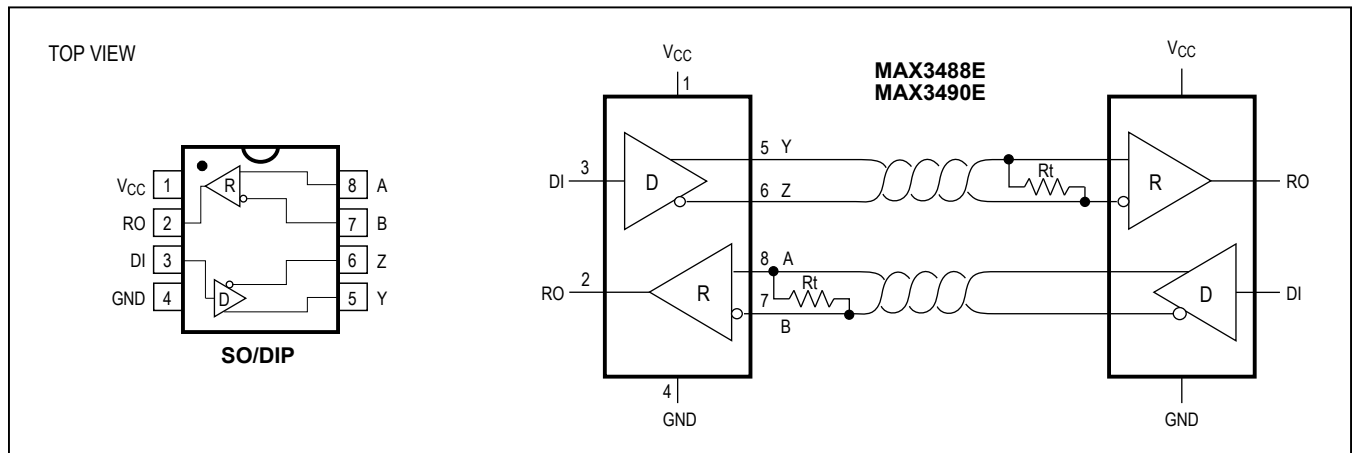 TOP VIEW
VCC 1
RO 2
DI 3
GND 4
8 A
7 B
6 Z
5 Y
R
D
SO/DIP
MAX3488E
MAX3490E
VCC
1
DI 3
D
5 Y
6 Z
Rt
RO 2
R
8 A
7
B
Rt
4
GND
VCC
R
RO
D
DI
GND